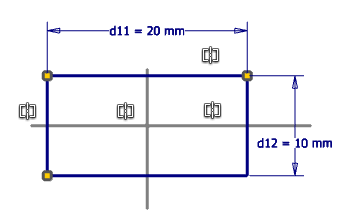 d11 = 20 mm
d12 = 10 mm